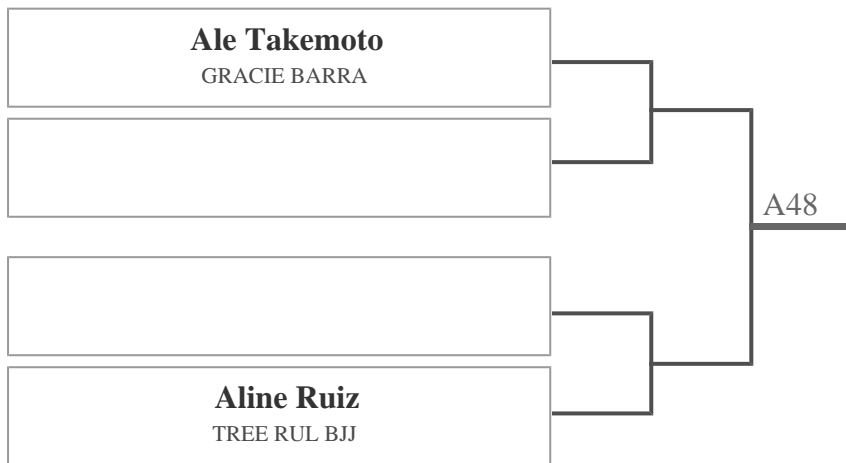 Ale Takemoto
GRACIE BARRA
A48
Aline Ruiz
TREE RUL BJJ